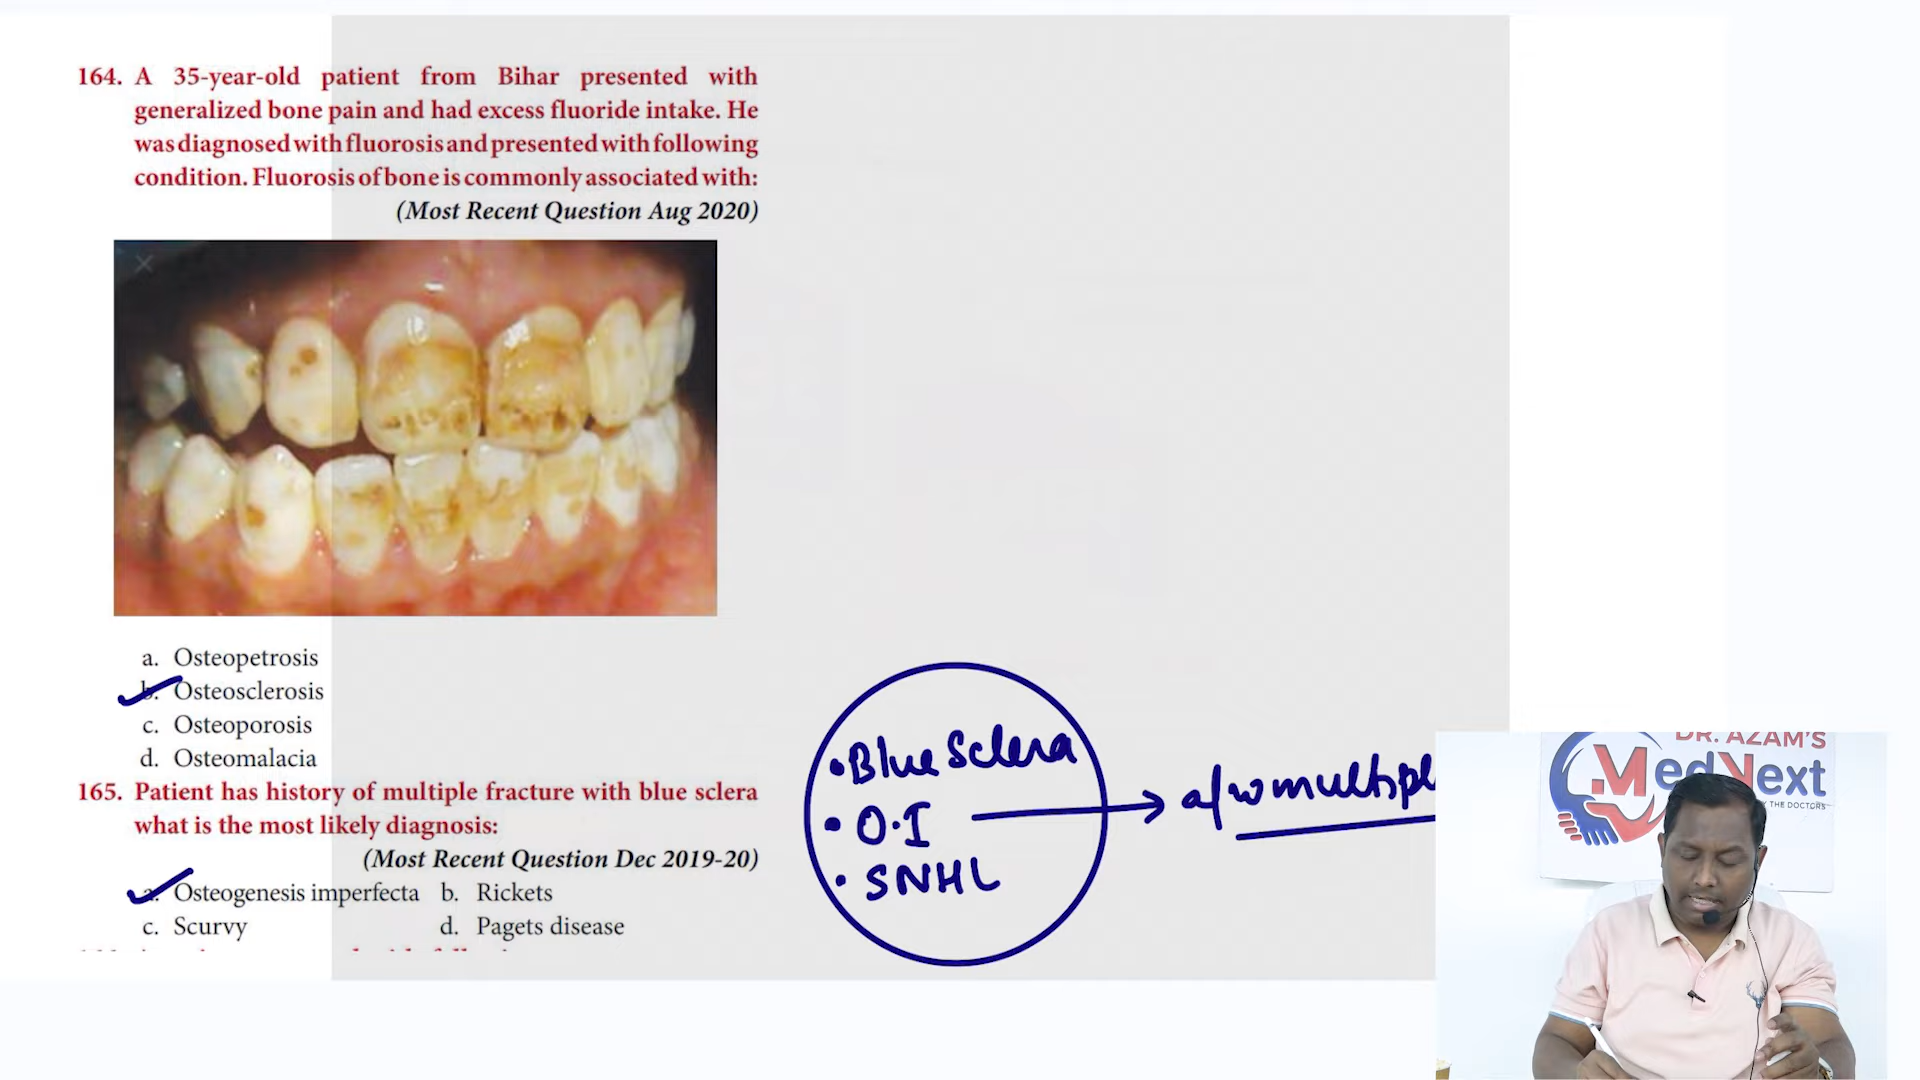 164. A 35-year-old patient from Bihar presented with
generalized bone pain and had excess fluoride intake. He
was diagnosed with fluorosis and presented with following
condition. Fluorosis of bone is commonly associated with:
(Most Recent Question Aug 2020)
a. Osteopetrosis
b. Osteosclerosis
c. Osteoporosis
d. Osteomalacia
165. Patient has history of multiple fracture with blue sclera
what is the most likely diagnosis:
(Most Recent Question Dec 2019-20)
a. Osteogenesis imperfecta b. Rickets
c. Scurvy d. Pagets disease
• Blue Sclera
• O.I → a/w multipl
• SNHL
DR. AZAM'S
MedNext
THE DOCTORS